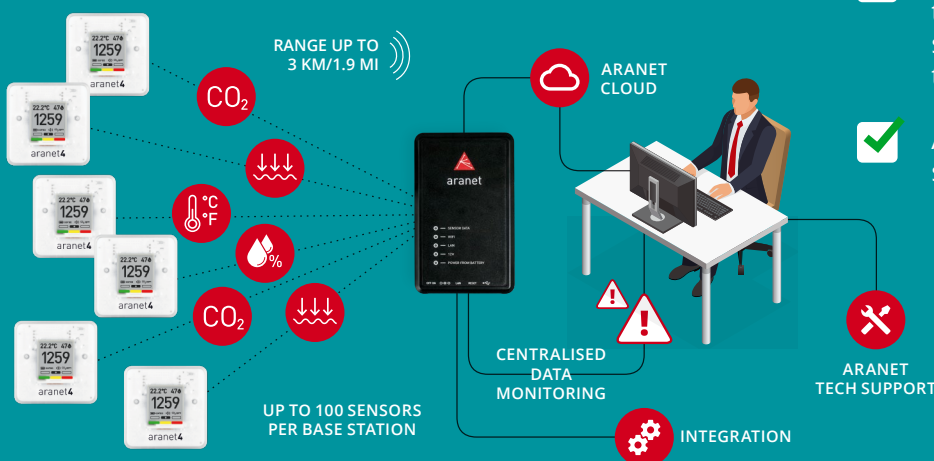 22.2°C 47%
1259
aranet4
22.2°C 47%
1259
aranet4
22.2°C 47%
1259
aranet4
22.2°C 47%
1259
aranet4
22.2°C 47%
1259
aranet4
22.2°C 47%
1259
aranet4
CO₂
°C
°F
%
CO₂
RANGE UP TO
3 KM/1.9 MI
UP TO 100 SENSORS
PER BASE STATION
aranet
SENSOR DATA
WIFI
LAN
POWER FROM BATTERY
LAN
RESET
ARANET
CLOUD
CENTRALISED
DATA
MONITORING
INTEGRATION
ARANET
TECH SUPPORT